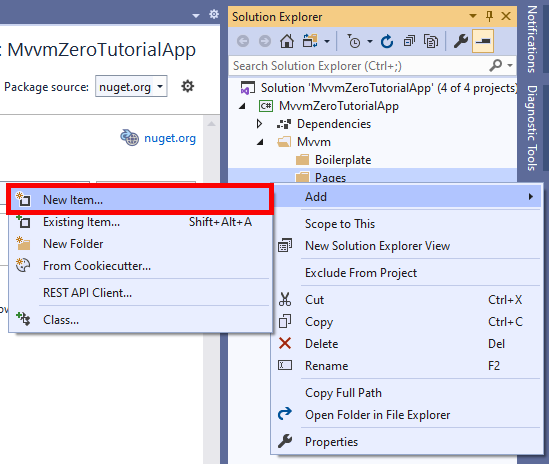 : MvvmZeroTutorialApp
Package source: nuget.org
nuget.org
Solution Explorer
Search Solution Explorer (Ctrl+;)
Solution 'MvvmZeroTutorialApp' (4 of 4 projects)
C#
MvvmZeroTutorialApp
Dependencies
Mvvm
Boilerplate
Pages
Notifications
Diagnostic Tools
New Item...
Existing Item... Shift+Alt+A
New Folder
From Cookiecutter...
REST API Client...
Class...
Add
Scope to This
New Solution Explorer View
Exclude From Project
Cut Ctrl+X
Copy Ctrl+C
Delete Del
Rename F2
Copy Full Path
Open Folder in File Explorer
Properties